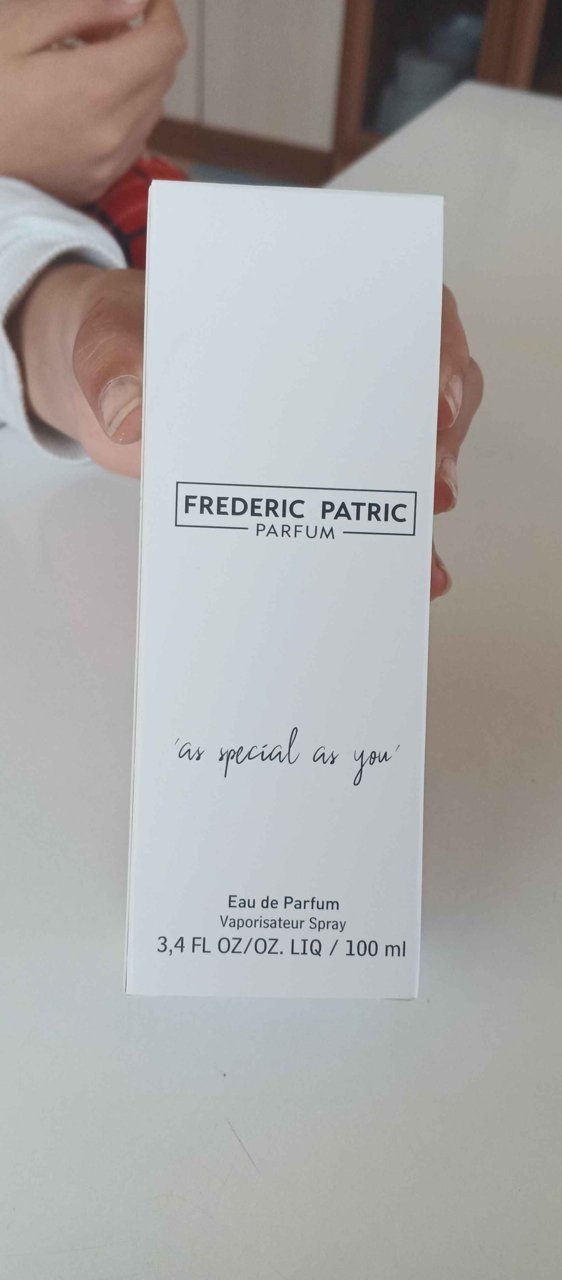 FREDERIC PATRIC
PARFUM
'as special as you'
Eau de Parfum
Vaporisateur Spray
3,4 FL OZ/OZ. LIQ / 100 ml